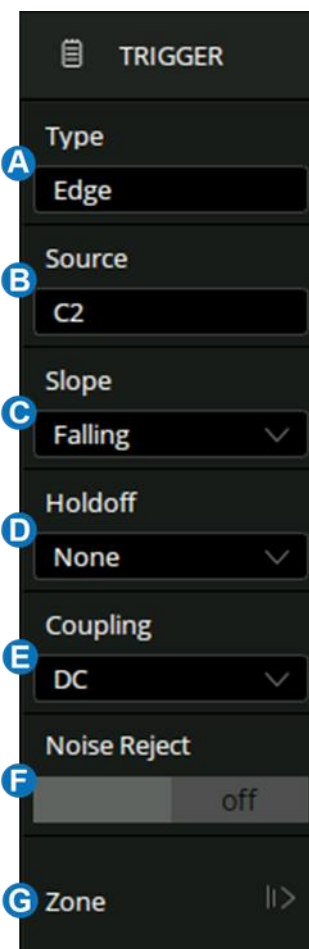 TRIGGER
Type
A
Edge
Source
B
C2
Slope
C
Falling
Holdoff
D
None
Coupling
E
DC
Noise Reject
F
off
G Zone